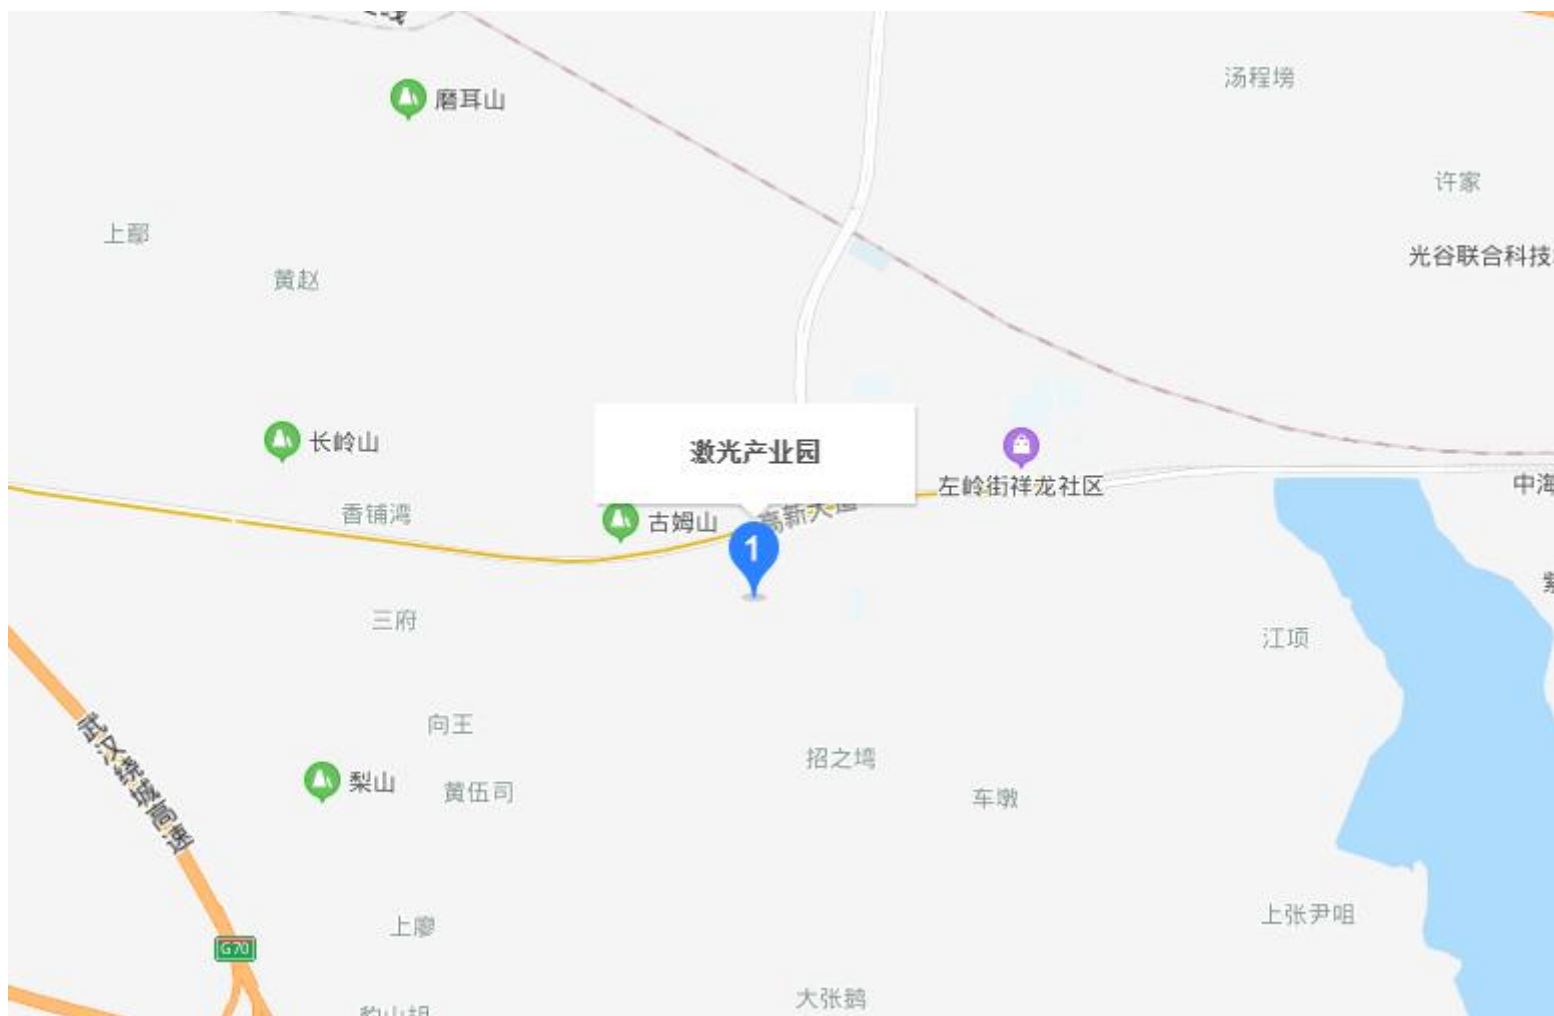 汤程塝
磨耳山
许家
上鄢
光谷联合科技
黄赵
激光产业园
长岭山
左岭街祥龙社区
中海
香铺湾
古姆山
高新大道
1
三府
江项
武汉绕城高速
向王
招之塆
梨山
黄伍司
车墩
上张尹咀
上廖
G70
大张鹅